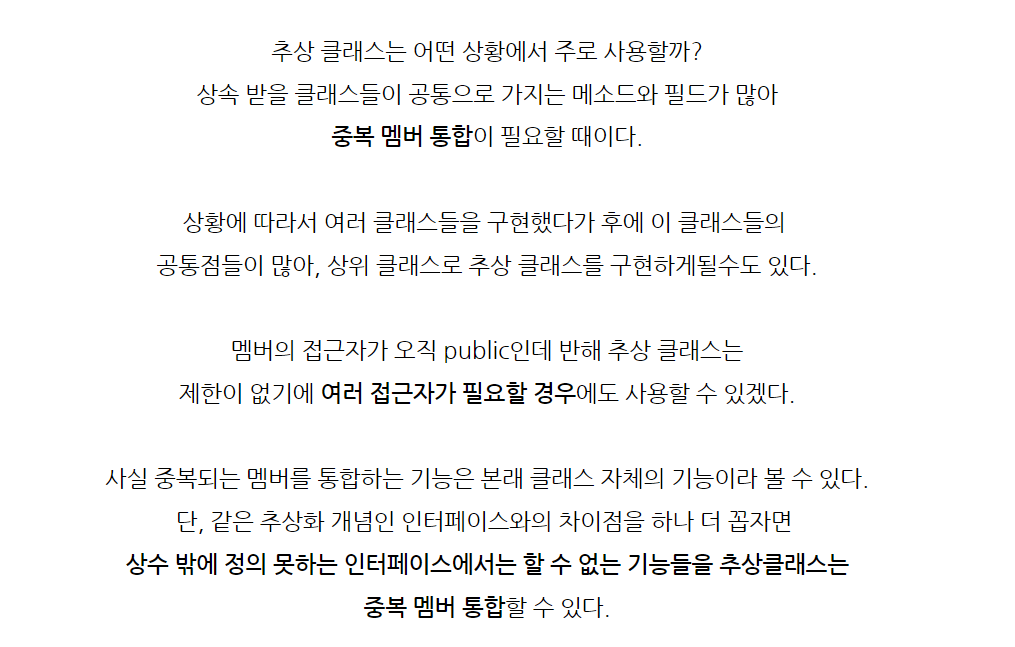 추상 클래스는 어떤 상황에서 주로 사용할까?
상속 받을 클래스들이 공통으로 가지는 메소드와 필드가 많아
중복 멤버 통합이 필요할 때이다.
상황에 따라서 여러 클래스들을 구현했다가 후에 이 클래스들의
공통점들이 많아, 상위 클래스로 추상 클래스를 구현하게될수도 있다.
멤버의 접근자가 오직 public인데 반해 추상 클래스는
제한이 없기에 여러 접근자가 필요할 경우에도 사용할 수 있겠다.
사실 중복되는 멤버를 통합하는 기능은 본래 클래스 자체의 기능이라 볼 수 있다.
단, 같은 추상화 개념인 인터페이스와의 차이점을 하나 더 꼽자면
상수 밖에 정의 못하는 인터페이스에서는 할 수 없는 기능들을 추상클래스는
중복 멤버 통합할 수 있다.